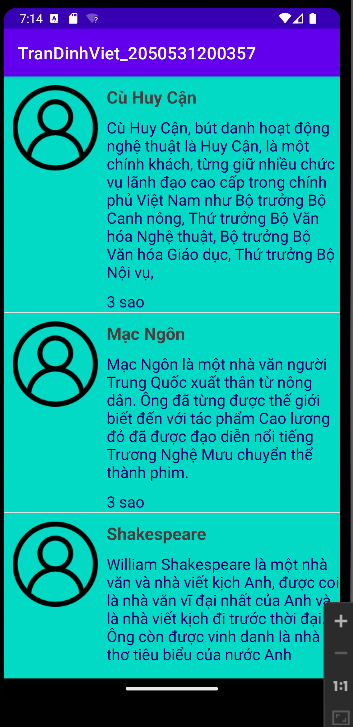 7:14
TranDinhViet_2050531200357
Cù Huy Cận
Cù Huy Cận, bút danh hoạt động
nghệ thuật là Huy Cận, là một
chính khách, từng giữ nhiều chức
vụ lãnh đạo cao cấp trong chính
phủ Việt Nam như Bộ trưởng Bộ
Canh nông, Thứ trưởng Bộ Văn
hóa Nghệ thuật, Bộ trưởng Bộ
Văn hóa Giáo dục, Thứ trưởng Bộ
Nội vụ,
3 sao
Mạc Ngôn
Mạc Ngôn là một nhà văn người
Trung Quốc xuất thân từ nông
dân. Ông đã từng được thế giới
biết đến với tác phẩm Cao lương
đỏ đã được đạo diễn nổi tiếng
Trương Nghệ Mưu chuyển thể
thành phim.
3 sao
Shakespeare
William Shakespeare là một nhà
văn và nhà viết kịch Anh, được coi
là nhà văn vĩ đại nhất của Anh và
là nhà viết kịch đi trước thời đại.
Ông còn được vinh danh là nhà
thơ tiêu biểu của nước Anh
1:1